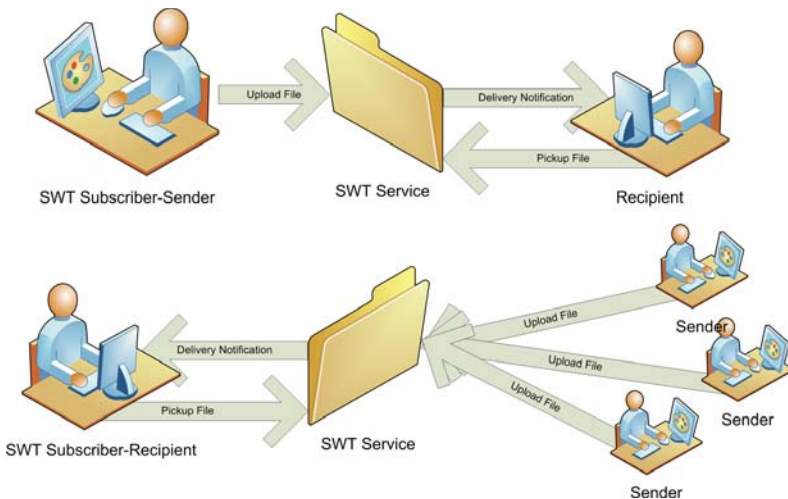 Upload File
Delivery Notification
Pickup File
SWT Subscriber-Sender
SWT Service
Recipient
Upload File
Sender
Delivery Notification
Upload File
Pickup File
Upload File
Sender
SWT Subscriber-Recipient
SWT Service
Sender